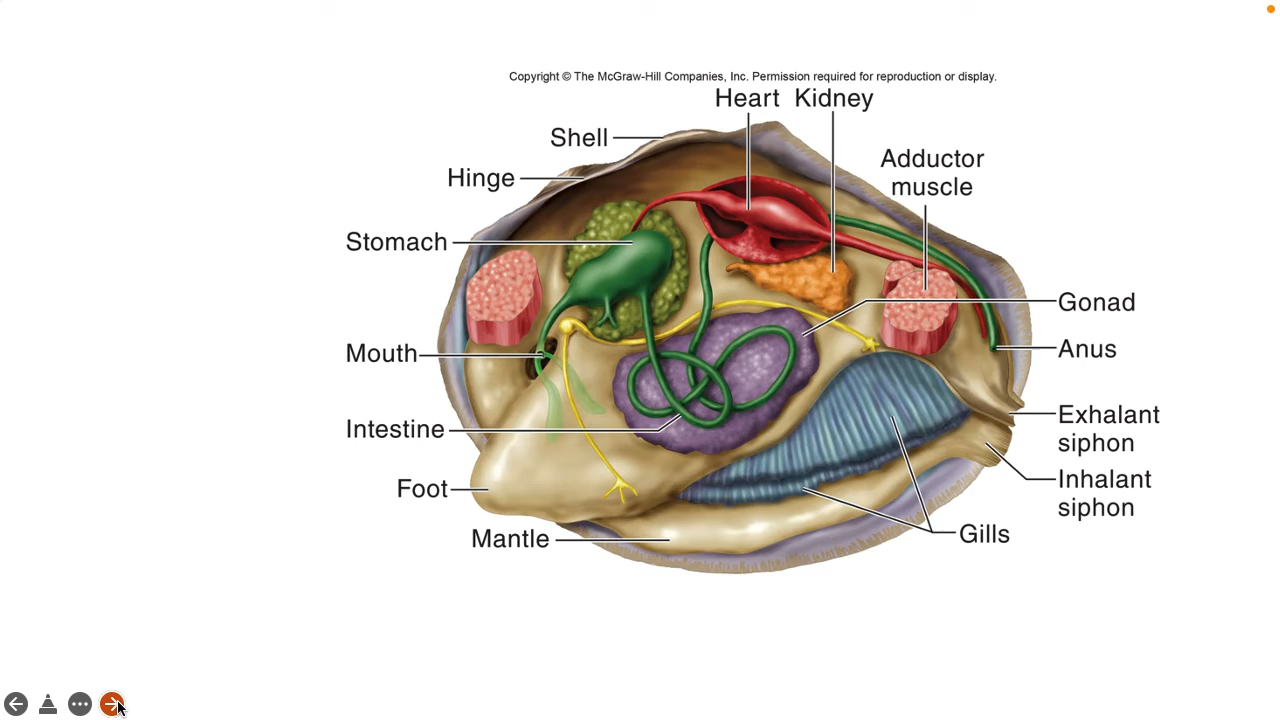 Copyright © The McGraw-Hill Companies, Inc. Permission required for reproduction or display.
Heart Kidney
Shell
Adductor
muscle
Hinge
Stomach
Gonad
Mouth
Anus
Exhalant
siphon
Intestine
Inhalant
siphon
Foot
Gills
Mantle